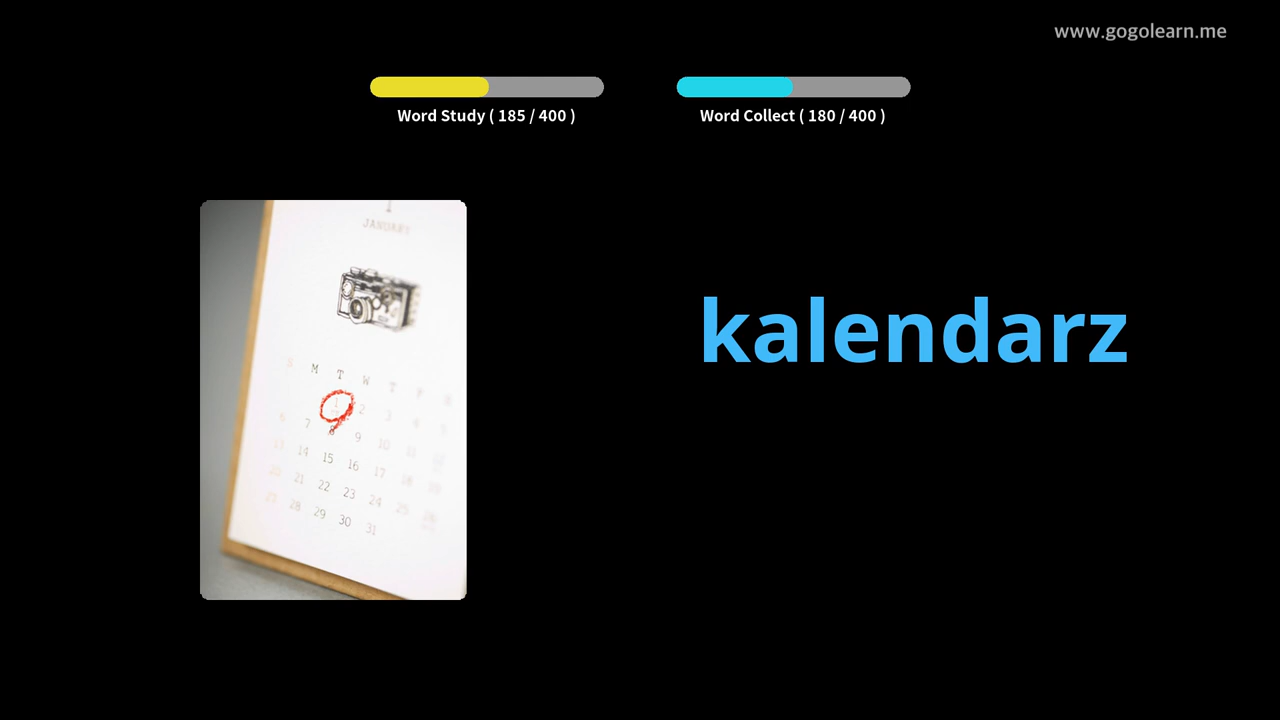 www.gogolearn.me
Word Study ( 185 / 400 )
Word Collect ( 180 / 400 )
kalendarz
1
JANUARY
S M T W T F S
1 2 3 4 5
6 7 8 9 10 11
13 14 15 16 17 18 19
20 21 22 23 24 25 26
27 28 29 30 31